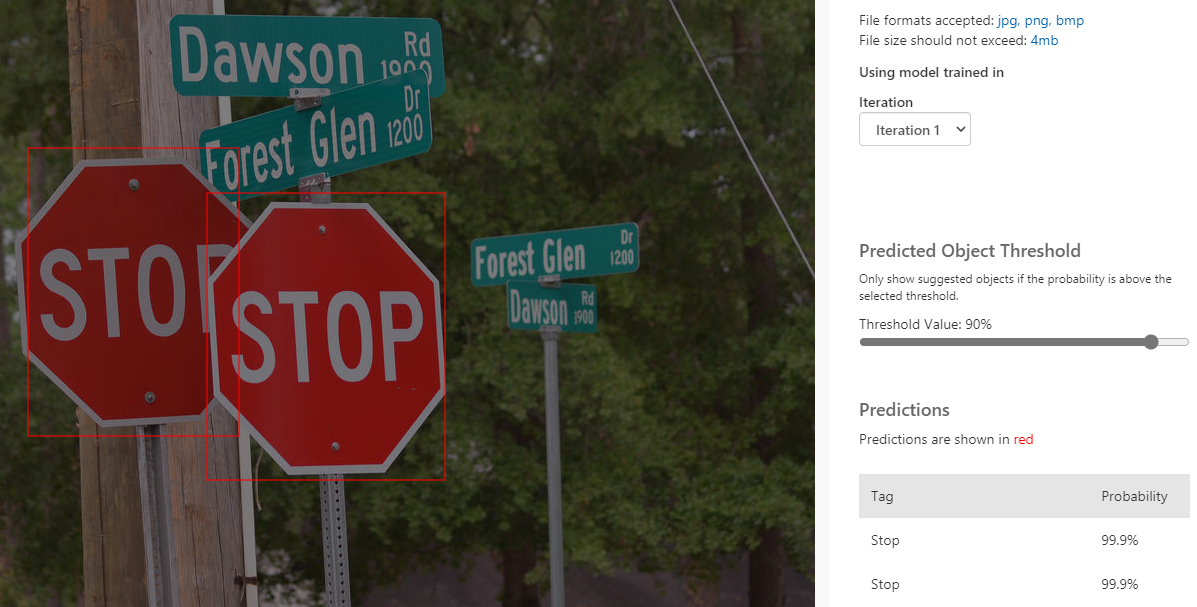 Dawson Rd
1900
Forest Glen Dr
1200
STOP
STOP
Forest Glen Dr
1200
Dawson Rd
1900
File formats accepted: jpg, png, bmp
File size should not exceed: 4mb
Using model trained in
Iteration
Iteration 1
Predicted Object Threshold
Only show suggested objects if the probability is above the
selected threshold.
Threshold Value: 90%
Predictions
Predictions are shown in red
Tag Probability
Stop 99.9%
Stop 99.9%